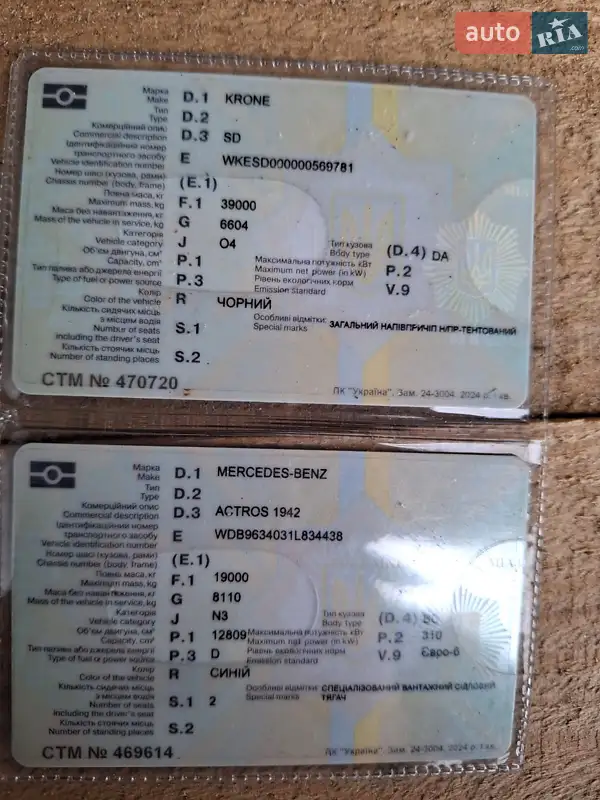 auto RIA .com
Марка
Make D.1 KRONE
Тип
Type D.2
Комерційний опис
Commercial description D.3 SD
Ідентифікаційний номер
транспортного засобу
Vehicle identification number E WKESD000000569781
Номер шасі (кузова, рами)
Chassis number (body, frame) (E.1)
Повна маса, кг
Maximum mass, kg F.1 39000
Маса без навантаження, кг
Mass of the vehicle in service, kg G 6604
Категорія
Vehicle category J O4
Тип кузова
Body type (D.4) DA
Об'єм двигуна, см³
Capacity, cm³ P.1
Максимальна потужність кВт
Maximum net power (in kW) P.2
Тип палива або джерела енергії
Type of fuel or power source P.3
Рівень екологічних норм
Emission standard V.9
Колір
Color of the vehicle R ЧОРНИЙ
Кількість сидячих місць
з місцем водія
Number of seats
including the driver's seat S.1
Особливі відмітки:
Special marks ЗАГАЛЬНИЙ НАПІВПРИЧІП Н/ПР-ТЕНТОВАНИЙ
Кількість стоячих місць
Number of standing places S.2
СТМ № 470720
ПК "Україна". Зам. 24-3004. 2024 р. I кв.
Марка
Make D.1 MERCEDES-BENZ
Тип
Type D.2
Комерційний опис
Commercial description D.3 ACTROS 1942
Ідентифікаційний номер
транспортного засобу
Vehicle identification number E WDB9634031L834438
Номер шасі (кузова, рами)
Chassis number (body, frame) (E.1)
Повна маса, кг
Maximum mass, kg F.1 19000
Маса без навантаження, кг
Mass of the vehicle in service, kg G 8110
Категорія
Vehicle category J N3
Тип кузова
Body type (D.4) BC
Об'єм двигуна, см³
Capacity, cm³ P.1 12809
Максимальна потужність кВт
Maximum net power (in kW) P.2 310
Тип палива або джерела енергії
Type of fuel or power source P.3 D
Рівень екологічних норм
Emission standard V.9 Євро-6
Колір
Color of the vehicle R СИНІЙ
Кількість сидячих місць
з місцем водія
Number of seats
including the driver's seat S.1 2
Особливі відмітки:
Special marks СПЕЦІАЛІЗОВАНИЙ ВАНТАЖНИЙ СІДЛОВИЙ
ТЯГАЧ
Кількість стоячих місць
Number of standing places S.2
СТМ № 469614
ПК "Україна". Зам. 24-3004. 2024 р. I кв.